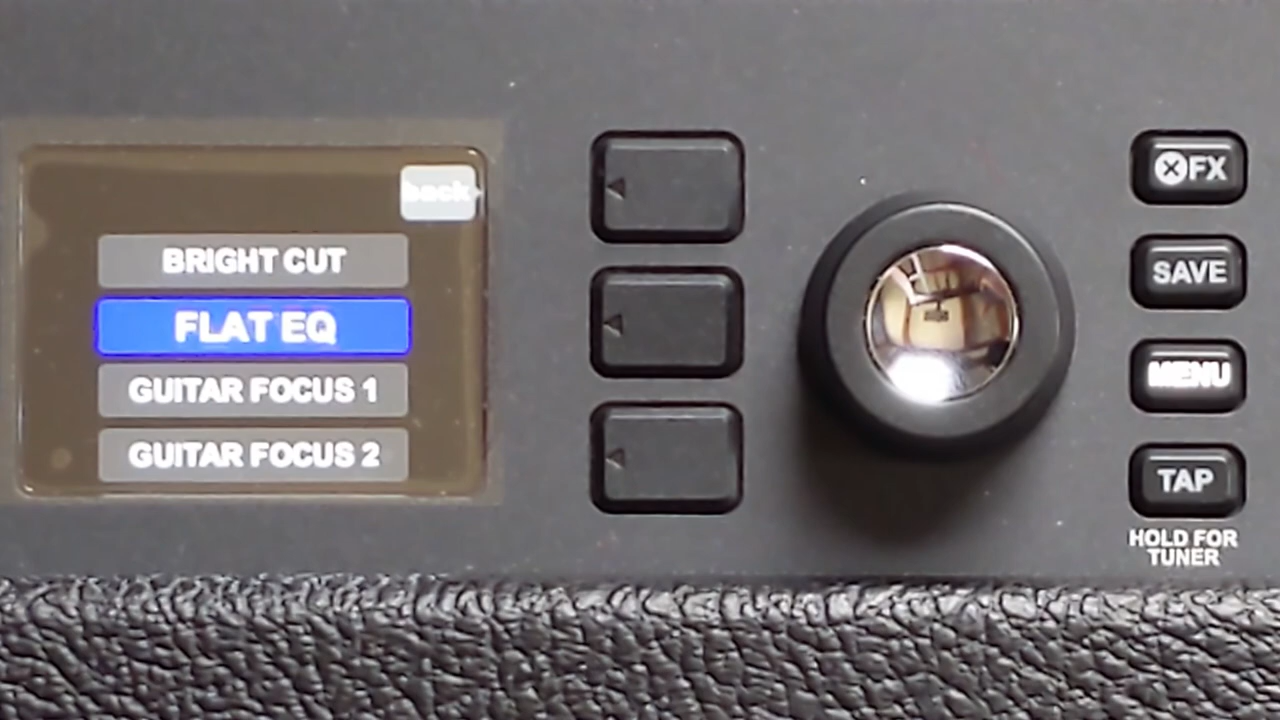 back
BRIGHT CUT
FLAT EQ
GUITAR FOCUS 1
GUITAR FOCUS 2
FX
SAVE
MENU
TAP
HOLD FOR
TUNER